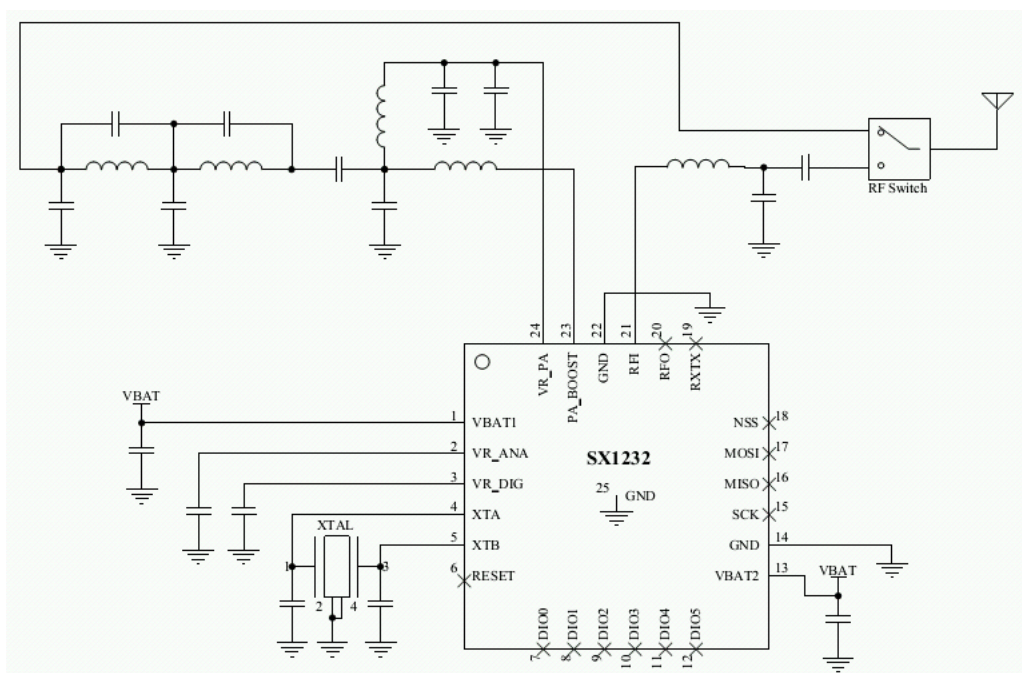 RF Switch
24
23
22
21
20
19
VR_PA
PA_BOOST
GND
RFI
RFO
RXTX
VBAT
1 VBAT1
2 VR_ANA
3 VR_DIG
4 XTA
5 XTB
6 RESET
SX1232
25 GND
NSS 18
MOSI 17
MISO 16
SCK 15
GND 14
VBAT2 13
VBAT
XTAL
1
3
2
4
DIO0
DIO1
DIO2
DIO3
DIO4
DIO5
7
8
9
10
11
12